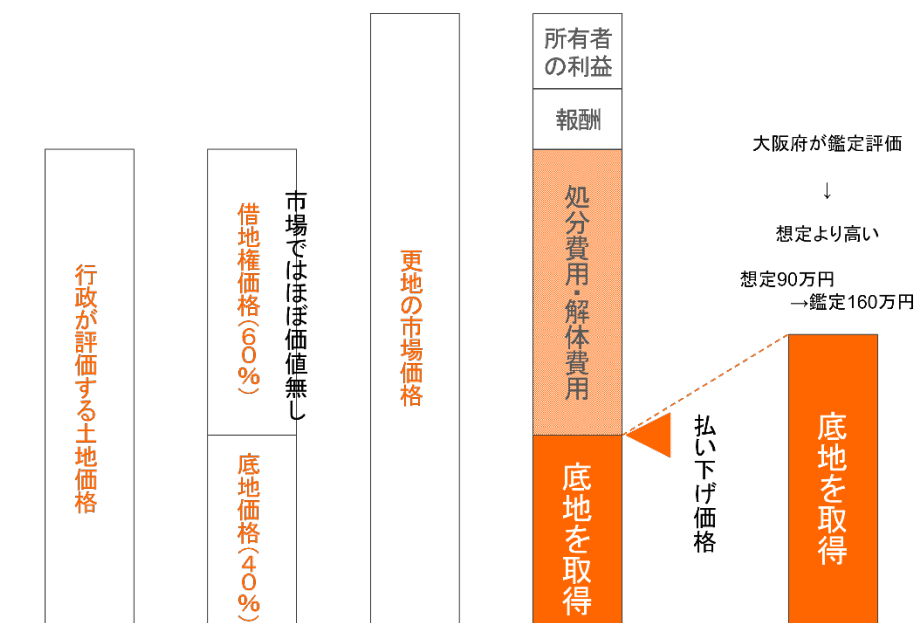 行政が評価する土地価格
借地権価格(60%)
市場ではほぼ価値無し
底地価格(40%)
更地の市場価格
所有者
の利益
報酬
処分費用・解体費用
底地を取得
払い下げ価格
大阪府が鑑定評価
↓
想定より高い
想定90万円
→鑑定160万円
底地を取得